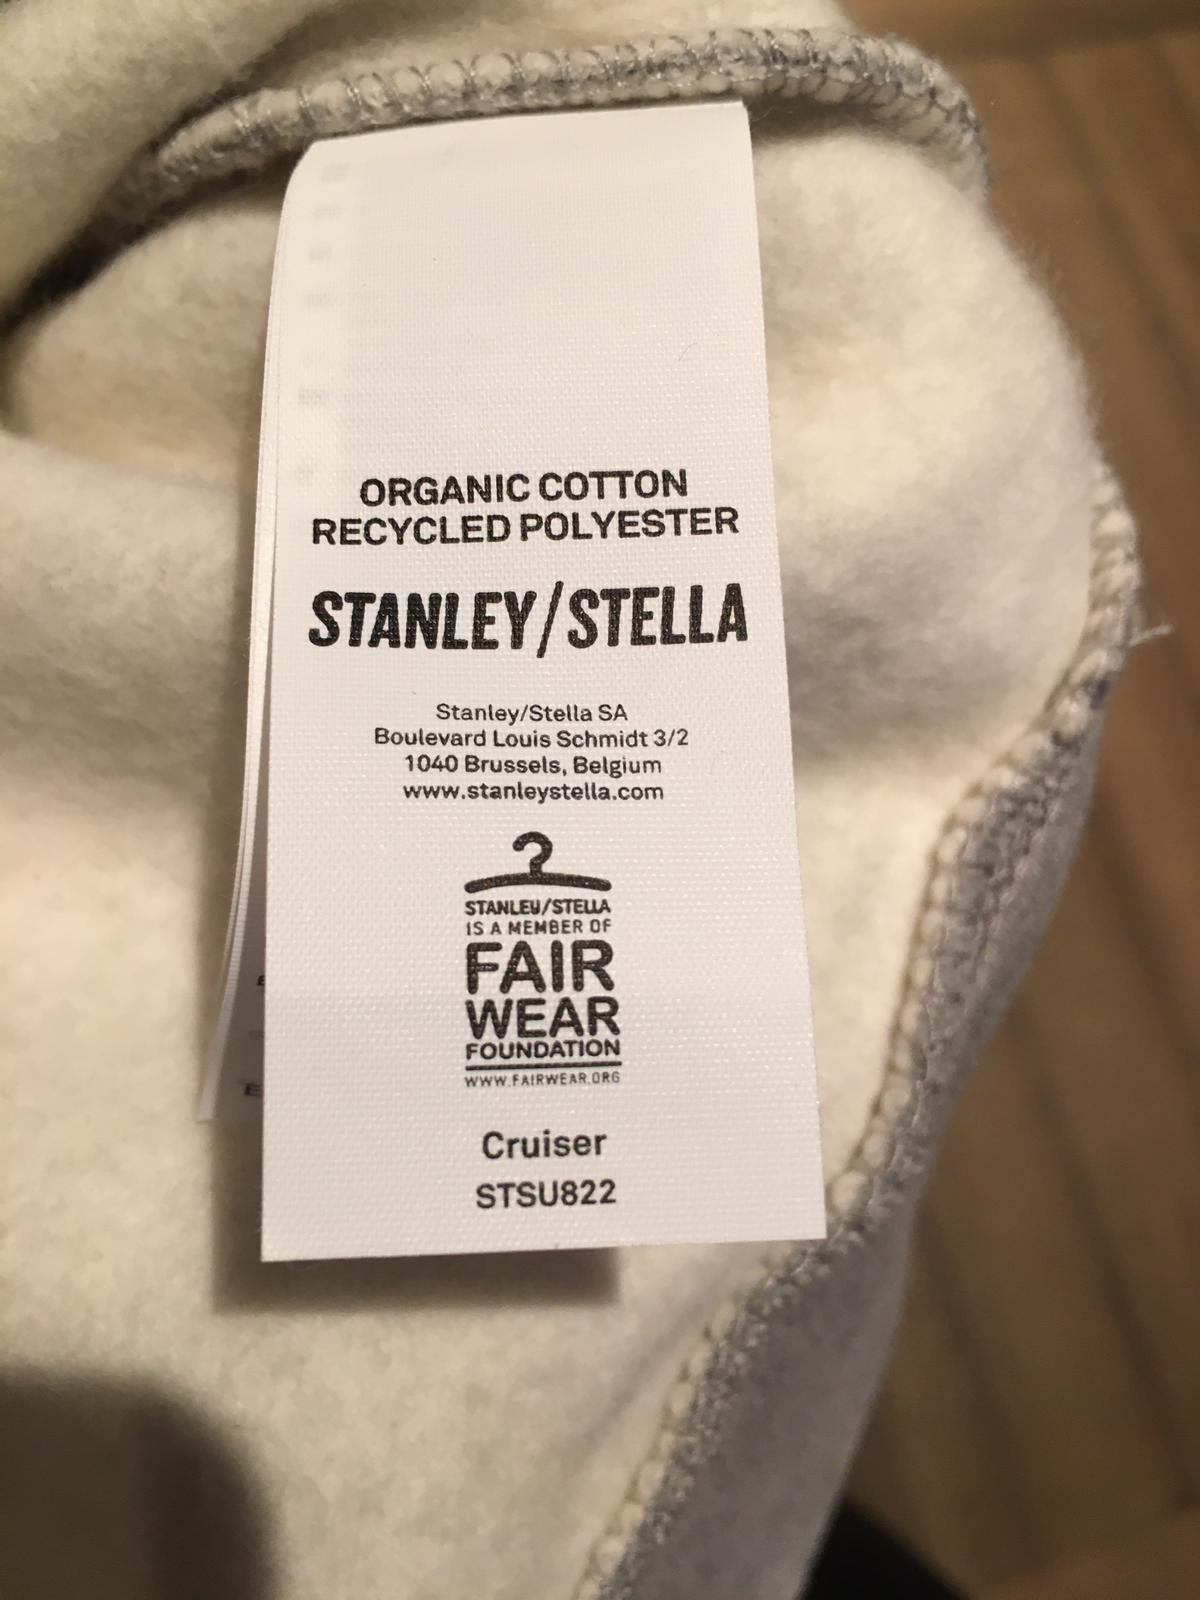 ORGANIC COTTON
RECYCLED POLYESTER
STANLEY/STELLA
Stanley/Stella SA
Boulevard Louis Schmidt 3/2
1040 Brussels, Belgium
www.stanleystella.com
STANLEY/STELLA
IS A MEMBER OF
FAIR
WEAR
FOUNDATION
WWW.FAIRWEAR.ORG
Cruiser
STSU822